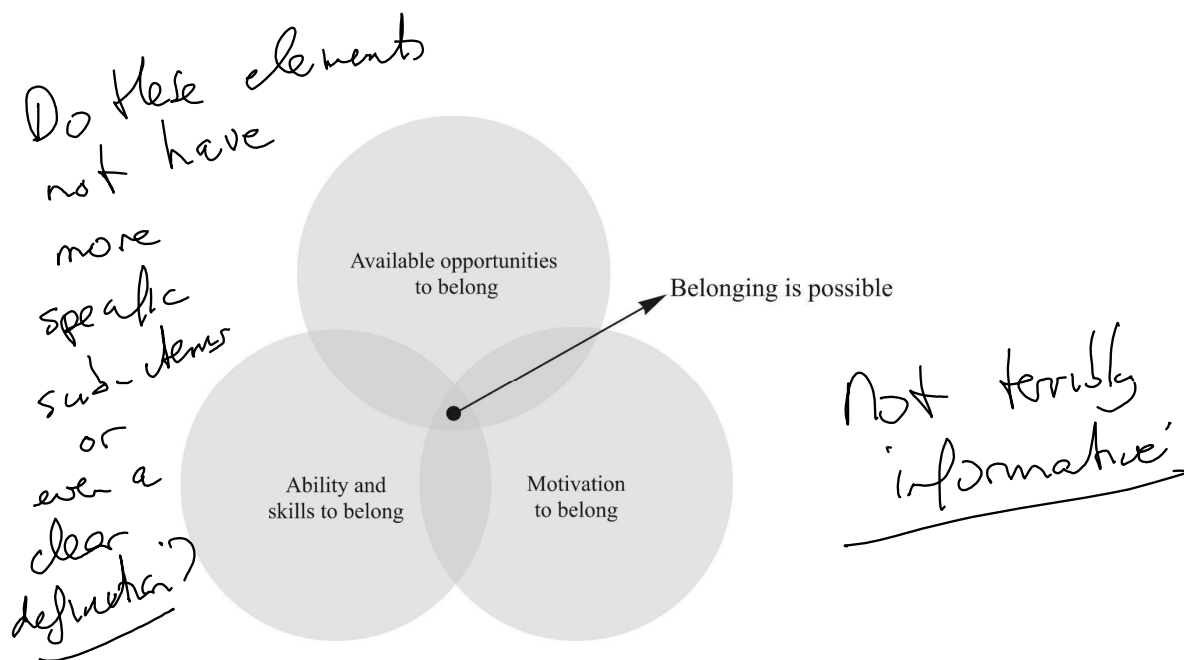 Do these elements
not have
more
specific
sub-items
or
even a
clear
definition?
Available opportunities
to belong
Belonging is possible
Ability and
skills to belong
Motivation
to belong
Not terribly
informative